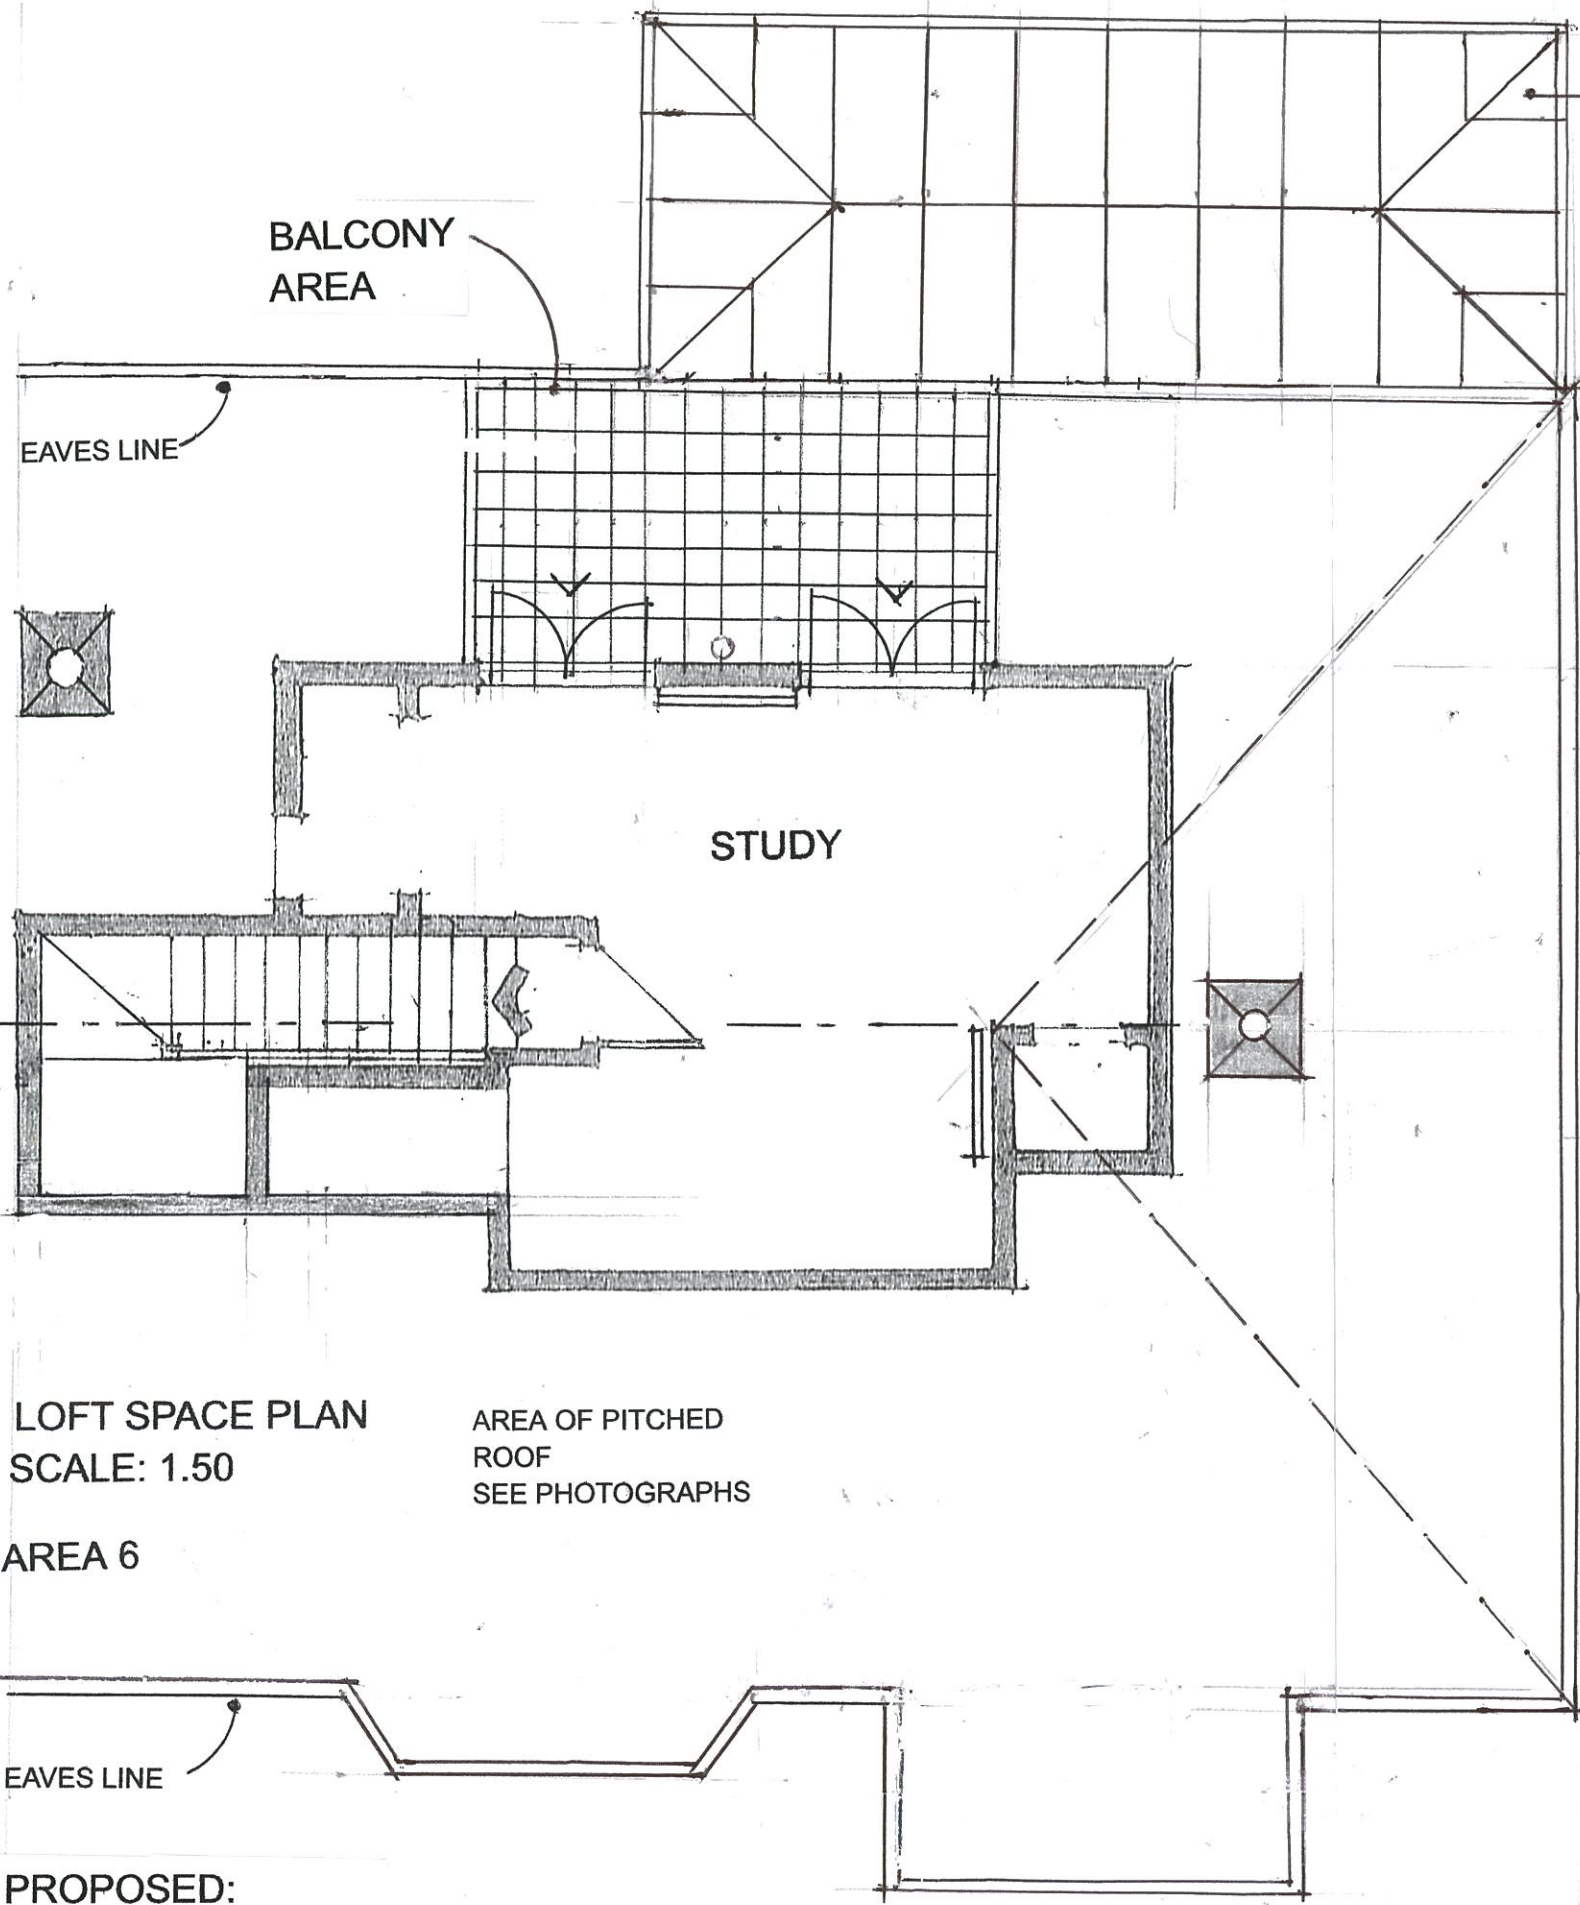 BALCONY
AREA
EAVES LINE
STUDY
LOFT SPACE PLAN
SCALE: 1.50
AREA OF PITCHED
ROOF
SEE PHOTOGRAPHS
AREA 6
EAVES LINE
PROPOSED: